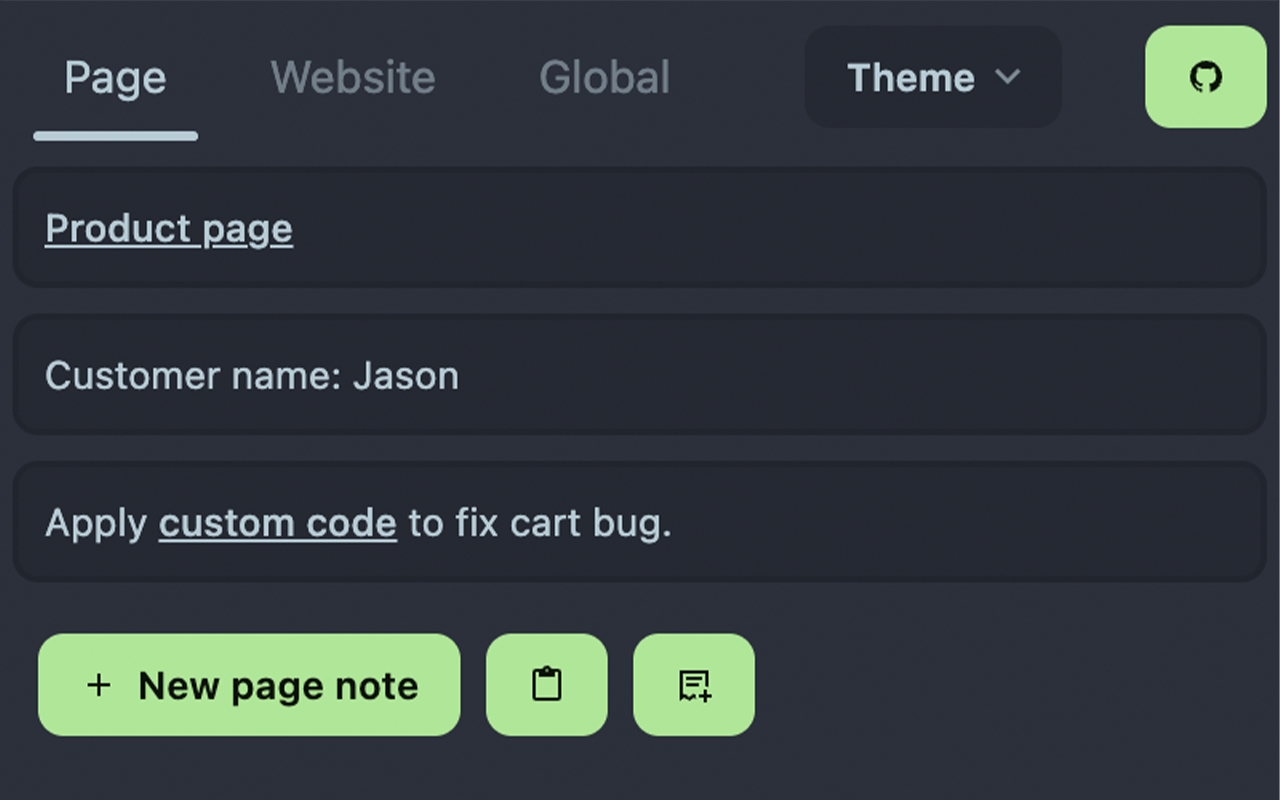 Page Website Global Theme
Product page
Customer name: Jason
Apply custom code to fix cart bug.
+ New page note